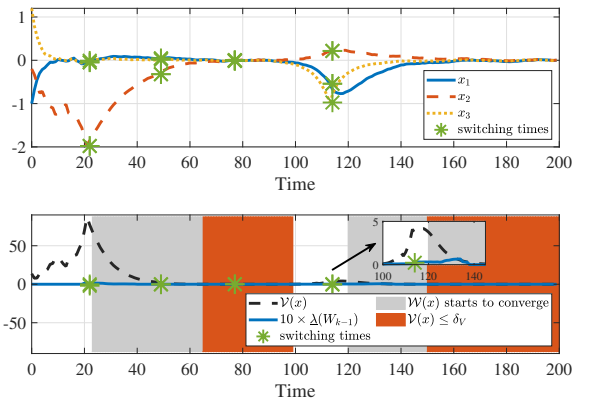 1
0
-1
-2
0 20 40 60 80 100 120 140 160 180 200
Time
x₁
x₂
x₃
switching times
50
0
-50
0 20 40 60 80 100 120 140 160 180 200
Time
5
0
100 120 140
𝒱(x)
10 × λ̲(Wₖ₋₁)
switching times
𝒲(x) starts to converge
𝒱(x) ≤ δ_V